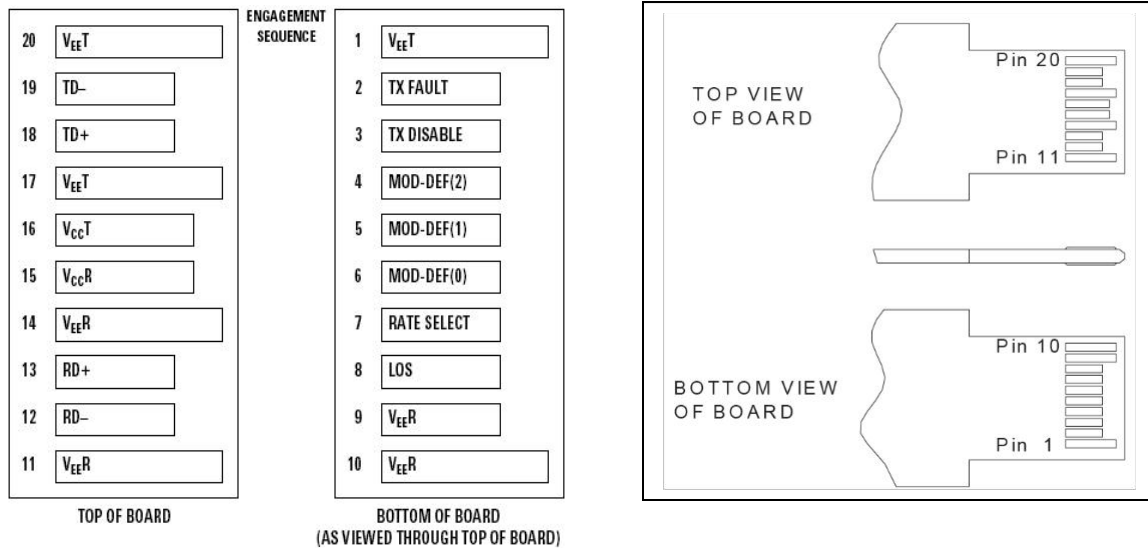 ENGAGEMENT
SEQUENCE
20 VEET
19 TD–
18 TD+
17 VEET
16 VCCT
15 VCCR
14 VEER
13 RD+
12 RD–
11 VEER
TOP OF BOARD
1 VEET
2 TX FAULT
3 TX DISABLE
4 MOD-DEF(2)
5 MOD-DEF(1)
6 MOD-DEF(0)
7 RATE SELECT
8 LOS
9 VEER
10 VEER
BOTTOM OF BOARD
(AS VIEWED THROUGH TOP OF BOARD)
TOP VIEW
OF BOARD
Pin 20
Pin 11
BOTTOM VIEW
OF BOARD
Pin 10
Pin 1